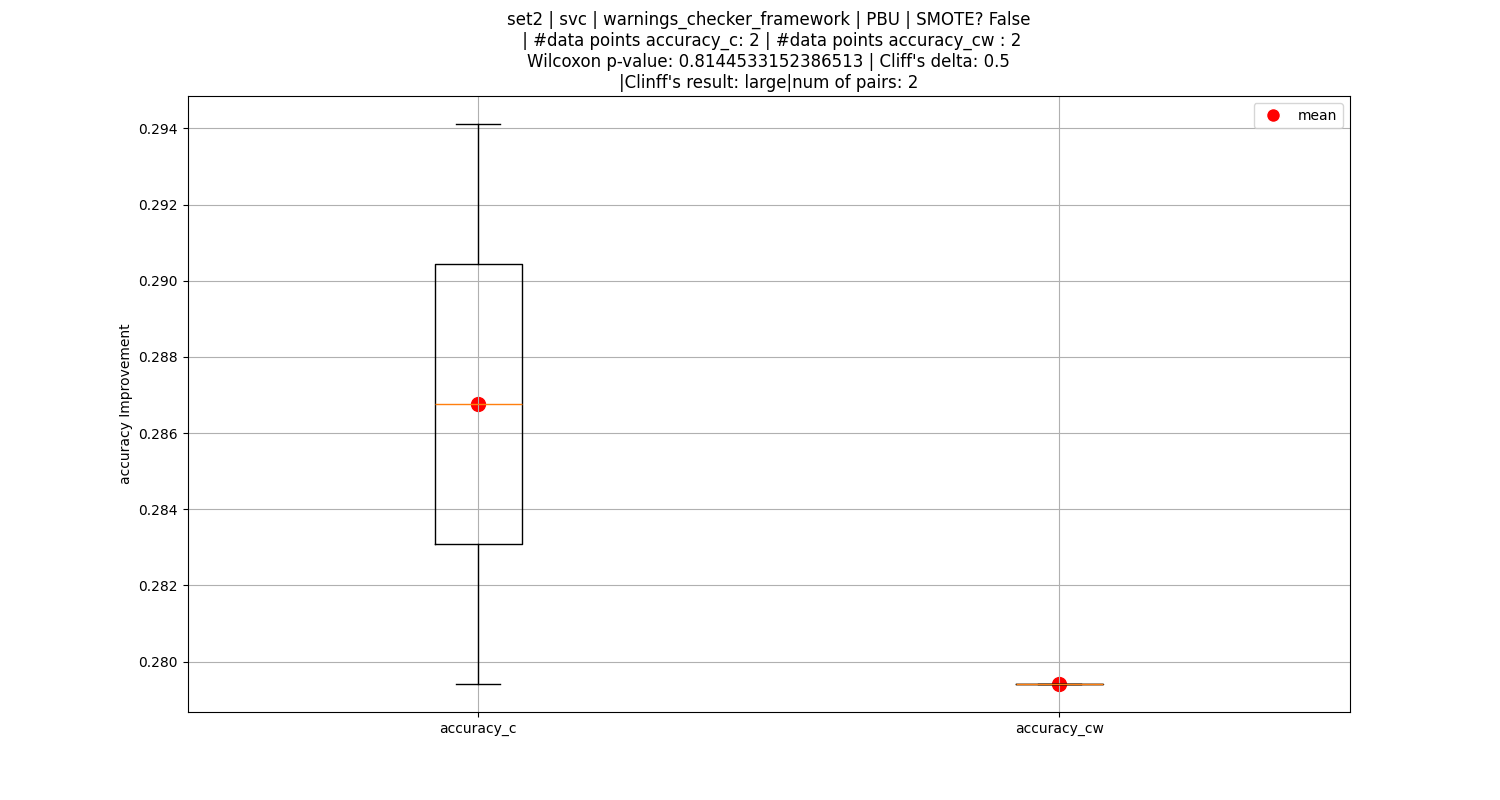 set2 | svc | warnings_checker_framework | PBU | SMOTE? False
| #data points accuracy_c: 2 | #data points accuracy_cw : 2
Wilcoxon p-value: 0.8144533152386513 | Cliff's delta: 0.5
|Clinff's result: large|num of pairs: 2
mean
0.294
0.292
0.290
0.288
0.286
0.284
0.282
0.280
accuracy Improvement
accuracy_c
accuracy_cw